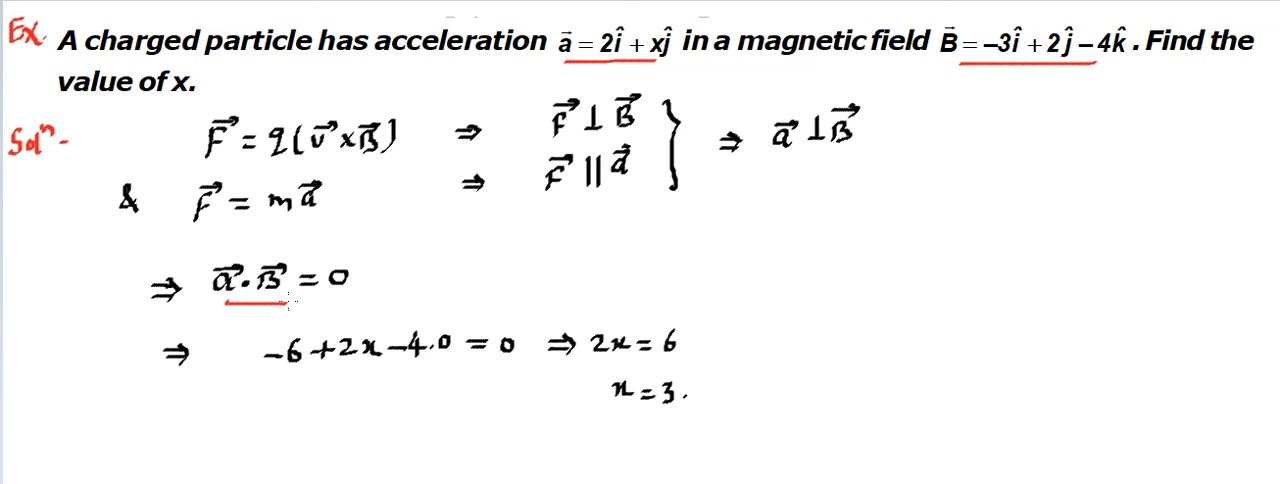 Ex. A charged particle has acceleration a⃗ = 2î + xĵ in a magnetic field B⃗ = –3î + 2ĵ – 4k̂. Find the
value of x.
Solⁿ- F⃗ = q(v⃗ × B⃗) ⇒ F⃗ ⊥ B⃗ } ⇒ a⃗ ⊥ B⃗
& F⃗ = ma⃗ ⇒ F⃗ || a⃗
⇒ a⃗ . B⃗ = 0
⇒ -6 + 2x - 4.0 = 0 ⇒ 2x = 6
x = 3.